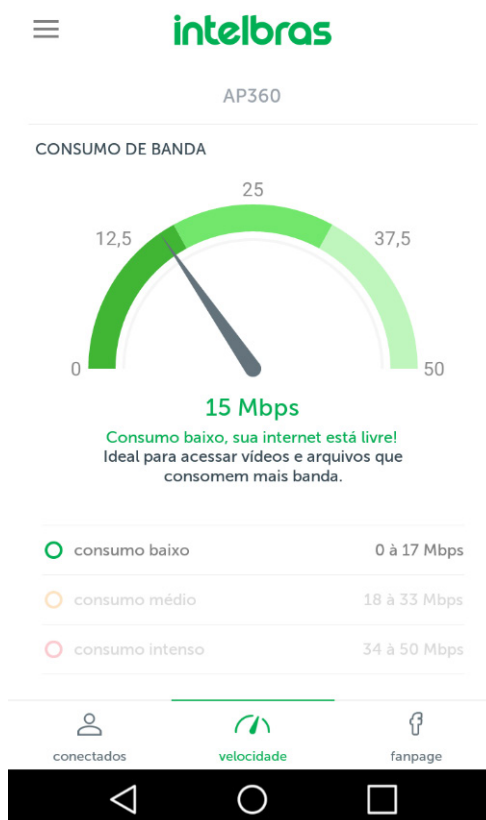 intelbras
AP360
CONSUMO DE BANDA
25
12,5
37,5
0
50
15 Mbps
Consumo baixo, sua internet está livre!
Ideal para acessar vídeos e arquivos que
consomem mais banda.
consumo baixo 0 à 17 Mbps
consumo médio 18 à 33 Mbps
consumo intenso 34 à 50 Mbps
conectados velocidade fanpage